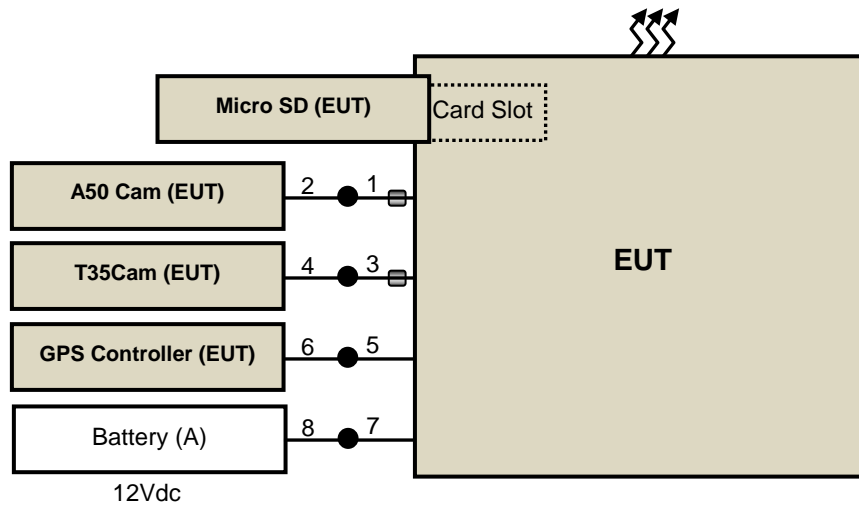 Micro SD (EUT)
Card Slot
A50 Cam (EUT)
2
1
T35Cam (EUT)
4
3
EUT
GPS Controller (EUT)
6
5
Battery (A)
8
7
12Vdc